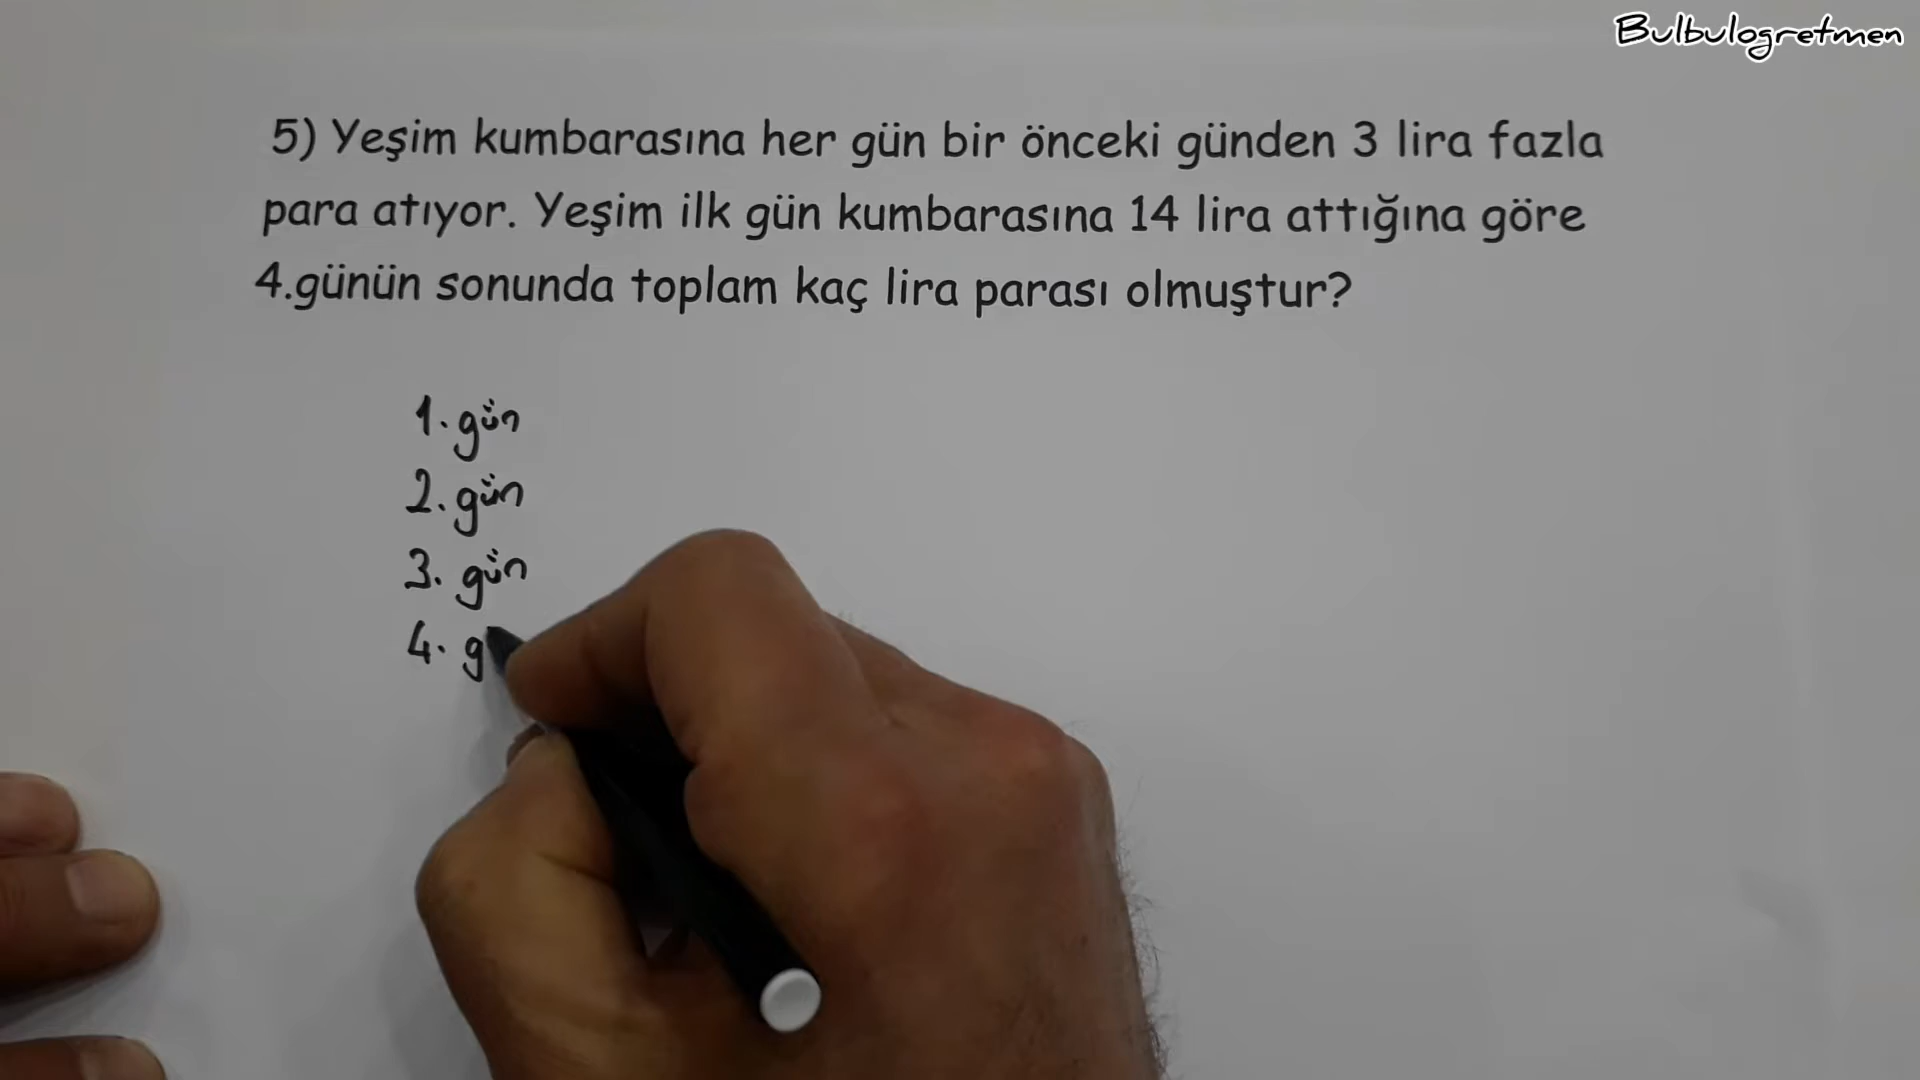 Bulbulogretmen
5) Yeşim kumbarasına her gün bir önceki günden 3 lira fazla
para atıyor. Yeşim ilk gün kumbarasına 14 lira attığına göre
4.günün sonunda toplam kaç lira parası olmuştur?
1. gün
2. gün
3. gün
4. g